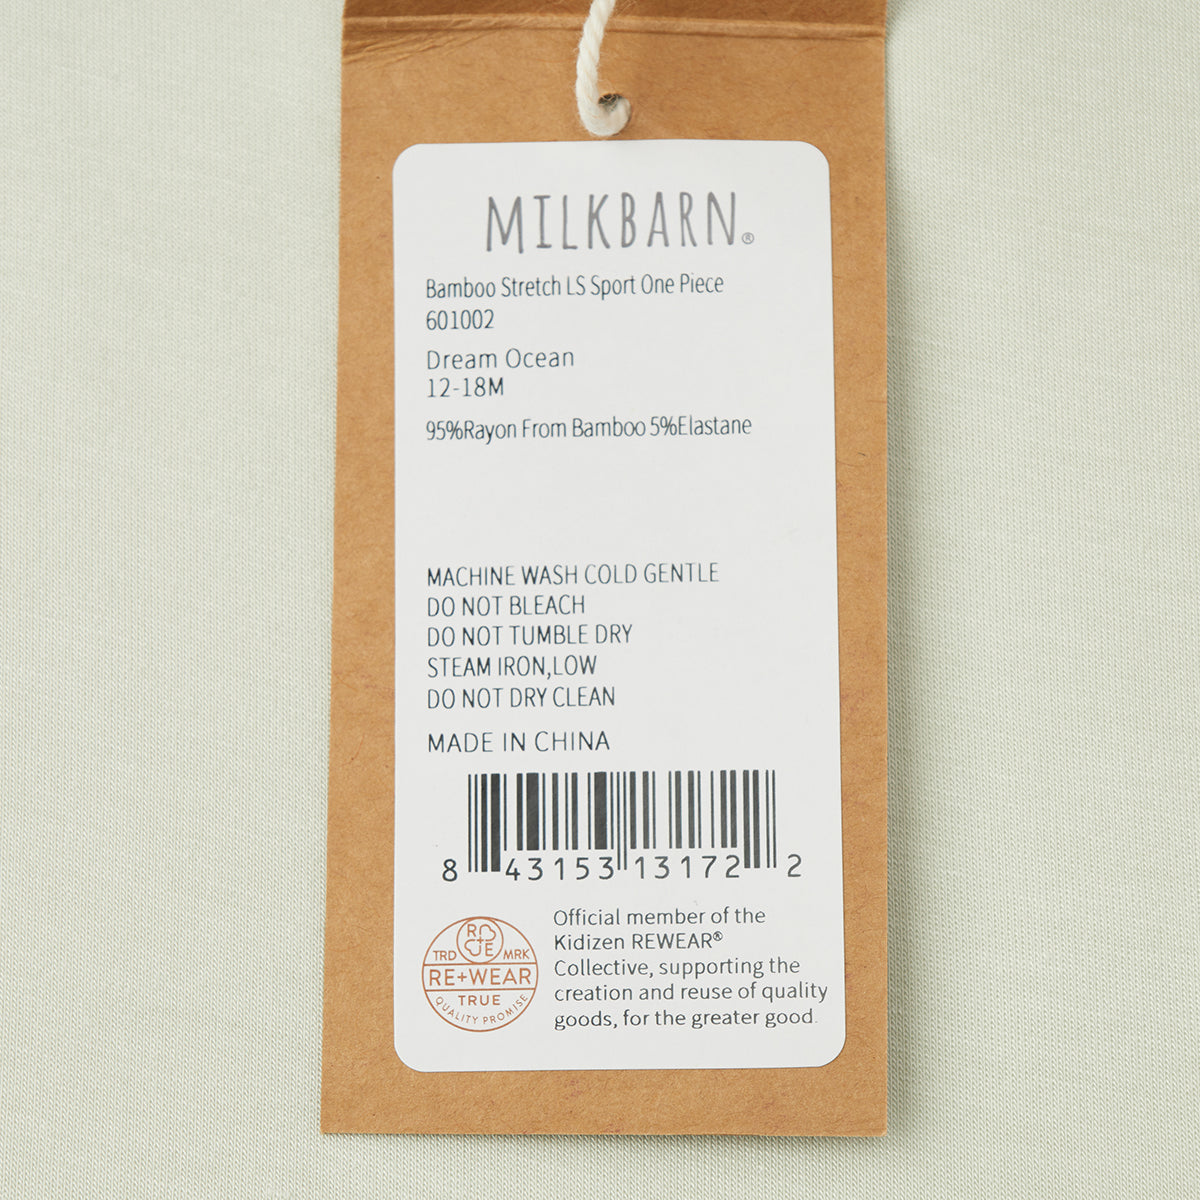 MILKBARN®
Bamboo Stretch LS Sport One Piece
601002
Dream Ocean
12-18M
95%Rayon From Bamboo 5%Elastane
MACHINE WASH COLD GENTLE
DO NOT BLEACH
DO NOT TUMBLE DRY
STEAM IRON,LOW
DO NOT DRY CLEAN
MADE IN CHINA
8 43153 13172 2
R E
TRD MRK
RE+WEAR
TRUE
QUALITY PROMISE
Official member of the
Kidizen REWEAR®
Collective, supporting the
creation and reuse of quality
goods, for the greater good.